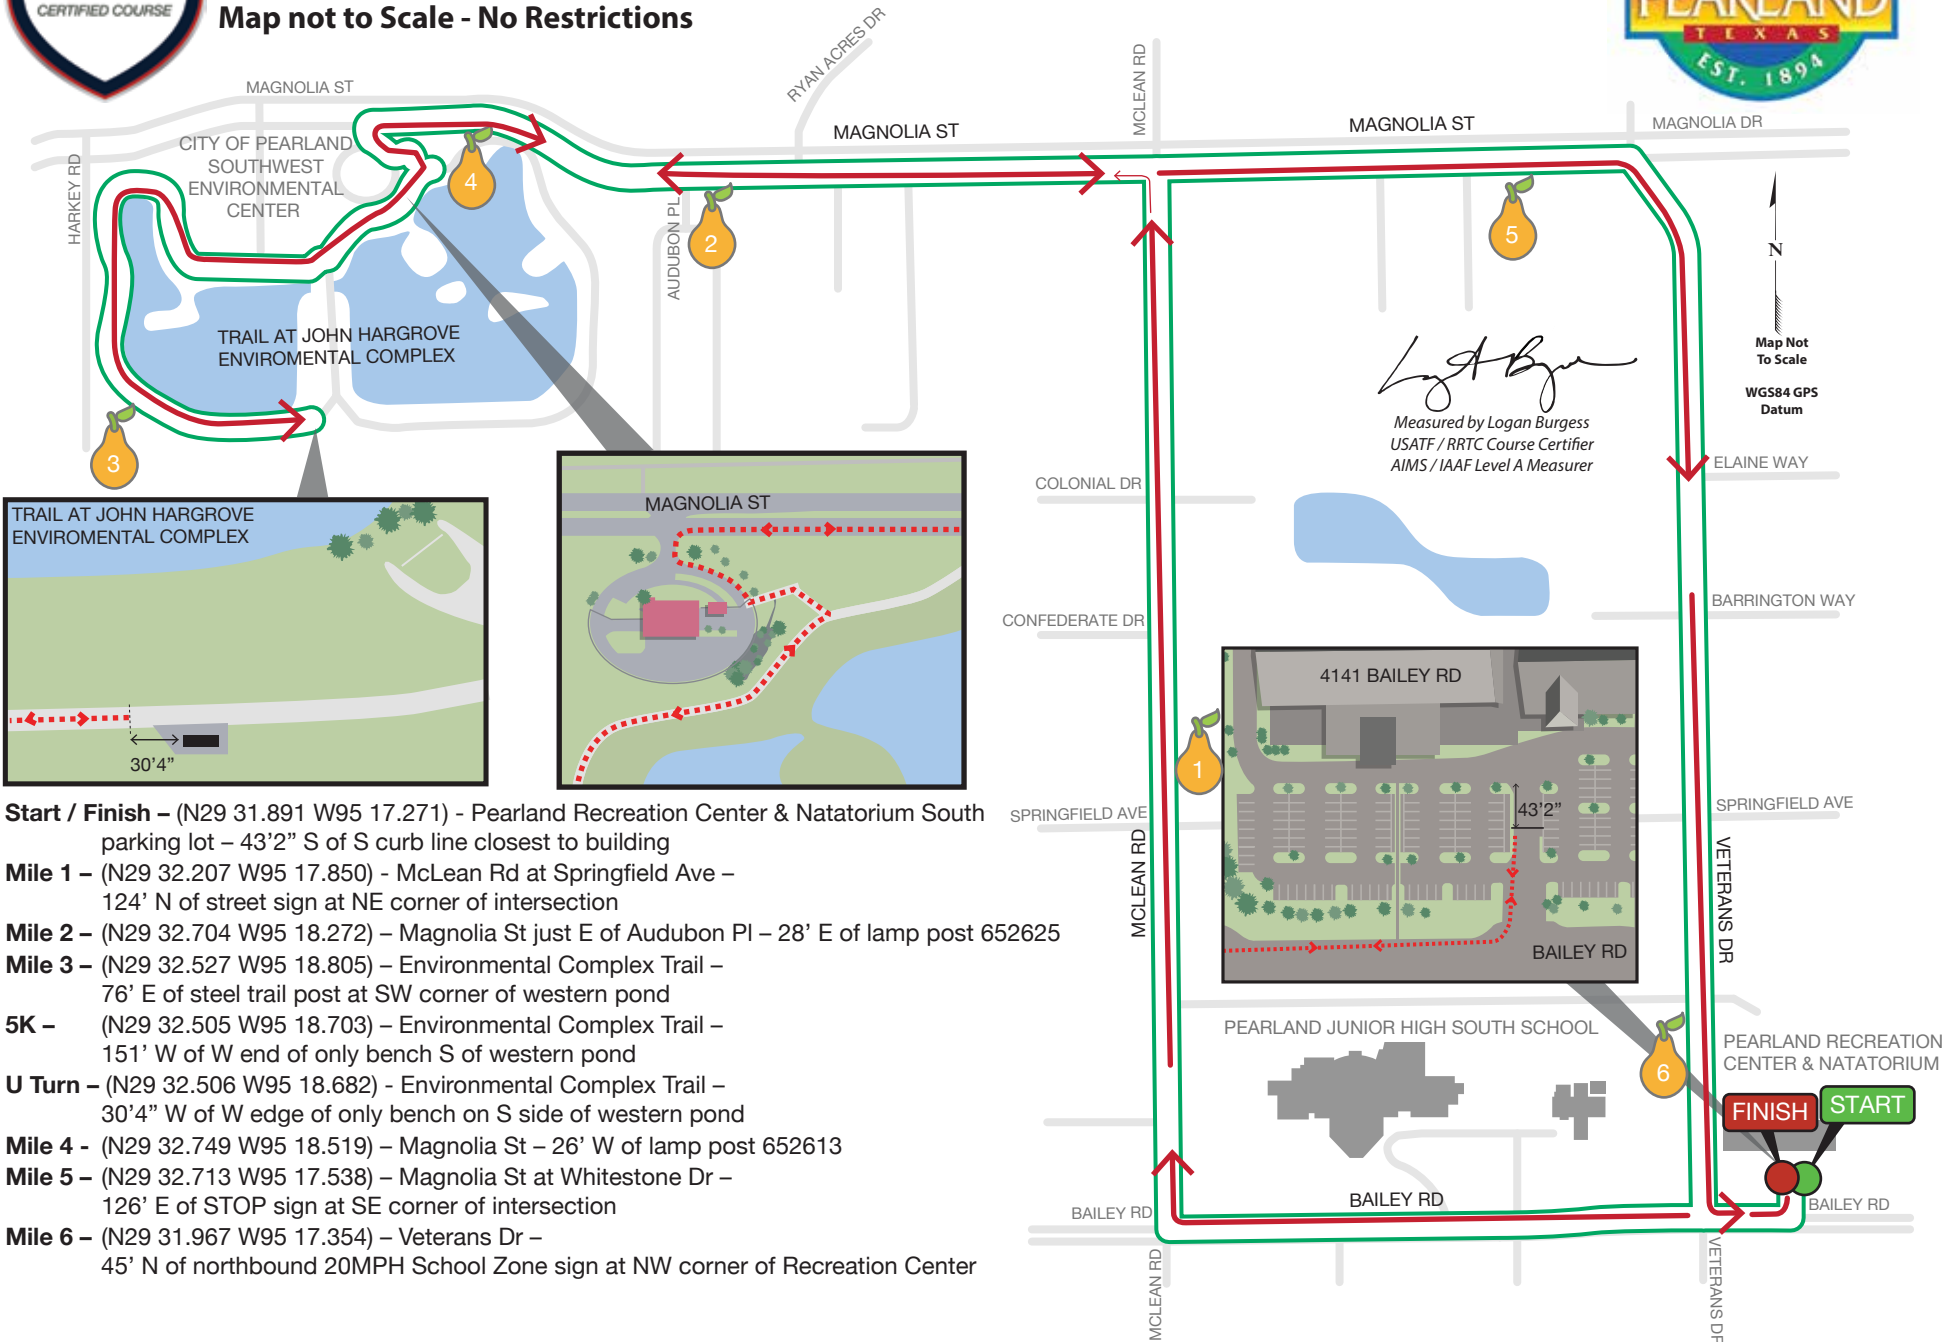 CERTIFIED COURSE
Map not to Scale - No Restrictions
PEARLAND
TEXAS
EST. 1894
MAGNOLIA ST
RYAN ACRES DR
MCLEAN RD
MAGNOLIA ST
MAGNOLIA ST
MAGNOLIA DR
CITY OF PEARLAND
SOUTHWEST
ENVIRONMENTAL
CENTER
HARKEY RD
4
AUDUBON PL
2
5
N
TRAIL AT JOHN HARGROVE
ENVIROMENTAL COMPLEX
Map Not
To Scale
WGS84 GPS
Datum
Measured by Logan Burgess
USATF / RRTC Course Certifier
AIMS / IAAF Level A Measurer
3
ELAINE WAY
COLONIAL DR
TRAIL AT JOHN HARGROVE
ENVIROMENTAL COMPLEX
30'4”
MAGNOLIA ST
BARRINGTON WAY
CONFEDERATE DR
4141 BAILEY RD
43’2”
BAILEY RD
1
SPRINGFIELD AVE
SPRINGFIELD AVE
MCLEAN RD
VETERANS DR
Start / Finish – (N29 31.891 W95 17.271) - Pearland Recreation Center & Natatorium South
parking lot – 43’2” S of S curb line closest to building
Mile 1 – (N29 32.207 W95 17.850) - McLean Rd at Springfield Ave –
124’ N of street sign at NE corner of intersection
Mile 2 – (N29 32.704 W95 18.272) – Magnolia St just E of Audubon Pl – 28’ E of lamp post 652625
Mile 3 – (N29 32.527 W95 18.805) – Environmental Complex Trail –
76’ E of steel trail post at SW corner of western pond
5K – (N29 32.505 W95 18.703) – Environmental Complex Trail –
151’ W of W end of only bench S of western pond
U Turn – (N29 32.506 W95 18.682) - Environmental Complex Trail –
30’4” W of W edge of only bench on S side of western pond
Mile 4 - (N29 32.749 W95 18.519) – Magnolia St – 26’ W of lamp post 652613
Mile 5 – (N29 32.713 W95 17.538) – Magnolia St at Whitestone Dr –
126’ E of STOP sign at SE corner of intersection
Mile 6 – (N29 31.967 W95 17.354) – Veterans Dr –
45’ N of northbound 20MPH School Zone sign at NW corner of Recreation Center
PEARLAND JUNIOR HIGH SOUTH SCHOOL
6
PEARLAND RECREATION
CENTER & NATATORIUM
FINISH
START
BAILEY RD
BAILEY RD
BAILEY RD
MCLEAN RD
VETERANS DR